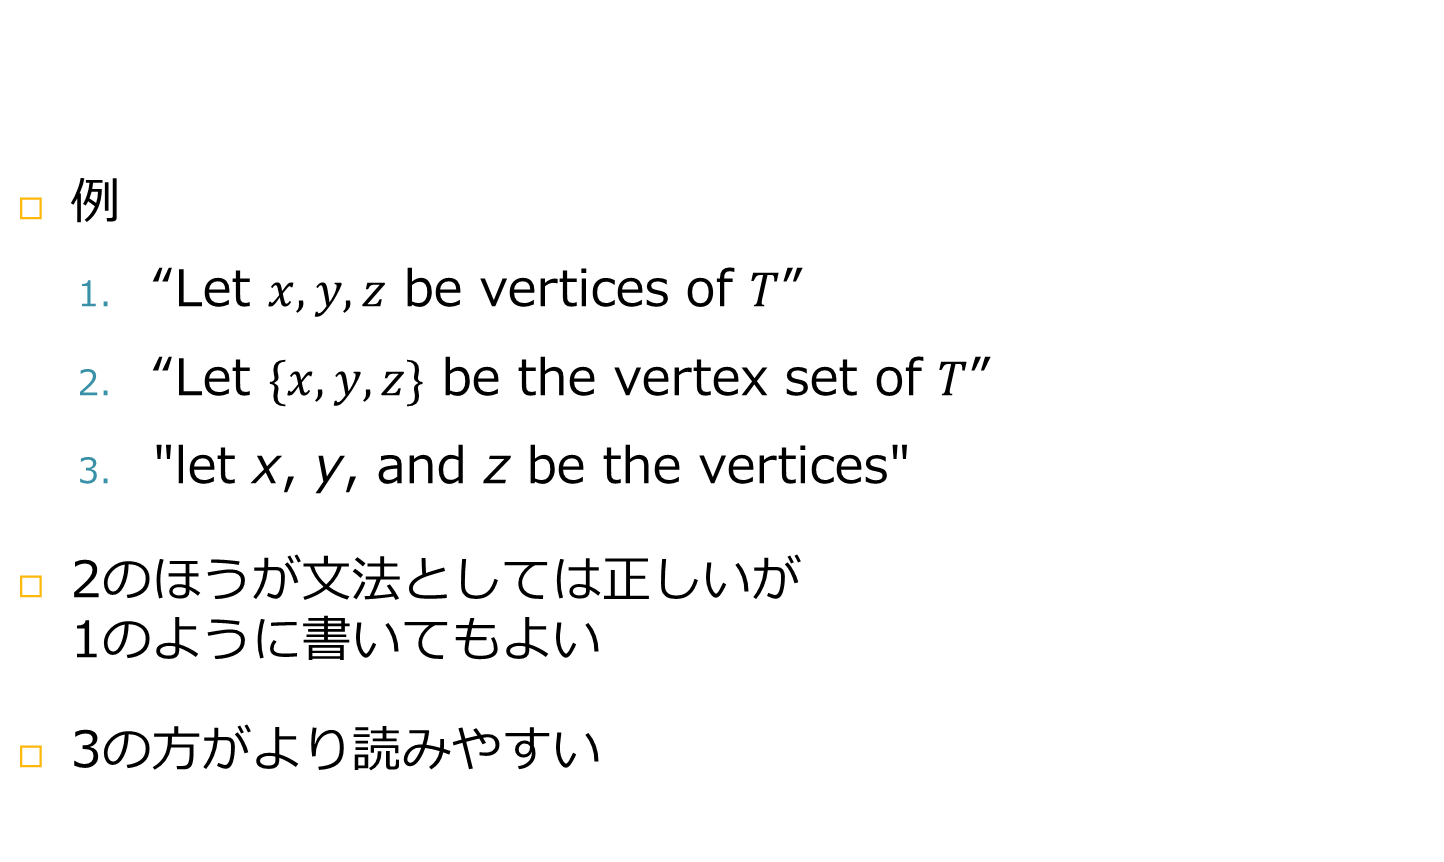 例
1. “Let 𝑥, 𝑦, 𝑧 be vertices of 𝑇”
2. “Let {𝑥, 𝑦, 𝑧} be the vertex set of 𝑇”
3. "let x, y, and z be the vertices"
2のほうが文法としては正しいが
1のように書いてもよい
3の方がより読みやすい